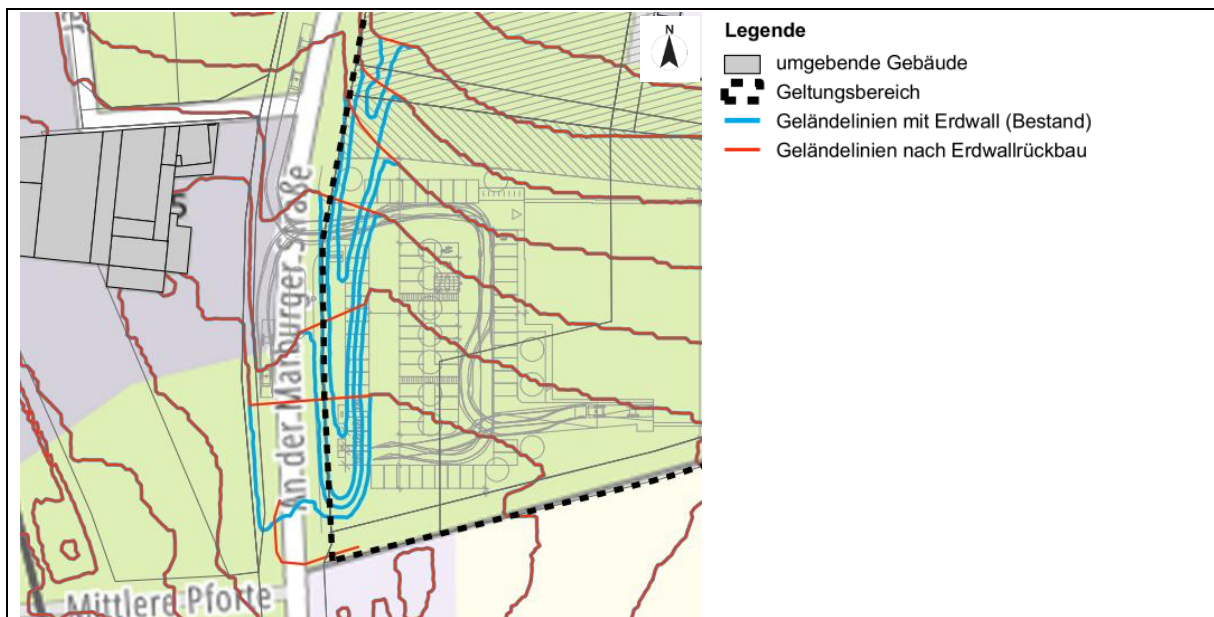 N
Legende
umgebende Gebäude
Geltungsbereich
Geländelinien mit Erdwall (Bestand)
Geländelinien nach Erdwallrückbau
An der Marburger Straße
Mittlere Pforte